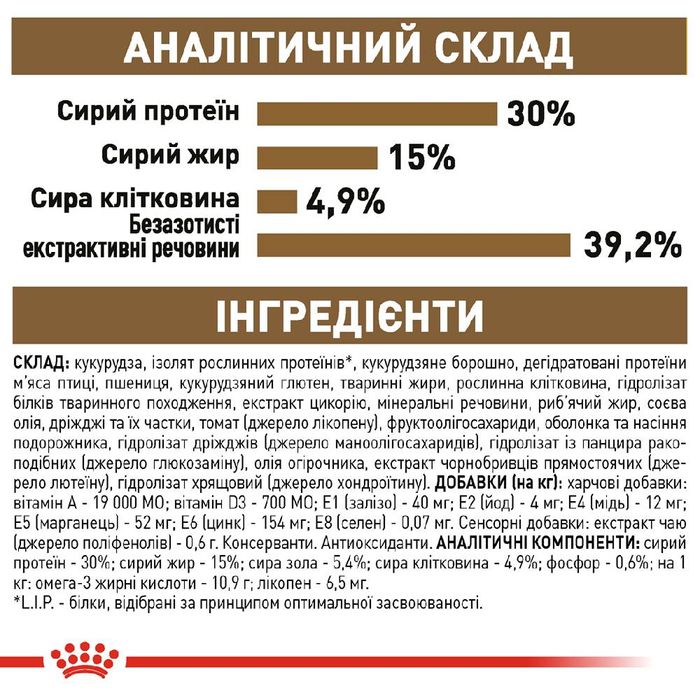 АНАЛІТИЧНИЙ СКЛАД
Сирий протеїн 30%
Сирий жир 15%
Сира клітковина 4,9%
Безазотисті
екстрактивні речовини 39,2%
ІНГРЕДІЄНТИ
СКЛАД: кукурудза, ізолят рослинних протеїнів*, кукурудзяне борошно, дегідратовані протеїни
м'яса птиці, пшениця, кукурудзяний глютен, тваринні жири, рослинна клітковина, гідролізат
білків тваринного походження, екстракт цикорію, мінеральні речовини, риб'ячий жир, соєва
олія, дріжджі та їх частки, томат (джерело лікопену), фруктоолігосахариди, оболонка та насіння
подорожника, гідролізат дріжджів (джерело маноолігосахаридів), гідролізат із панцира рако-
подібних (джерело глюкозаміну), олія огірочника, екстракт чорнобривців прямостоячих (дже-
рело лютеїну), гідролізат хрящовий (джерело хондроїтину). ДОБАВКИ (на кг): харчові добавки:
вітамін А - 19 000 МО; вітамін D3 - 700 МО; Е1 (залізо) - 40 мг; Е2 (йод) - 4 мг; Е4 (мідь) - 12 мг;
Е5 (марганець) - 52 мг; Е6 (цинк) - 154 мг; Е8 (селен) - 0,07 мг. Сенсорні добавки: екстракт чаю
(джерело поліфенолів) - 0,6 г. Консерванти. Антиоксиданти. АНАЛІТИЧНІ КОМПОНЕНТИ: сирий
протеїн - 30%; сирий жир - 15%; сира зола - 5,4%; сира клітковина - 4,9%; фосфор - 0,6%; на 1
кг: омега-3 жирні кислоти - 10,9 г; лікопен - 6,5 мг.
*L.I.P. - білки, відібрані за принципом оптимальної засвоюваності.